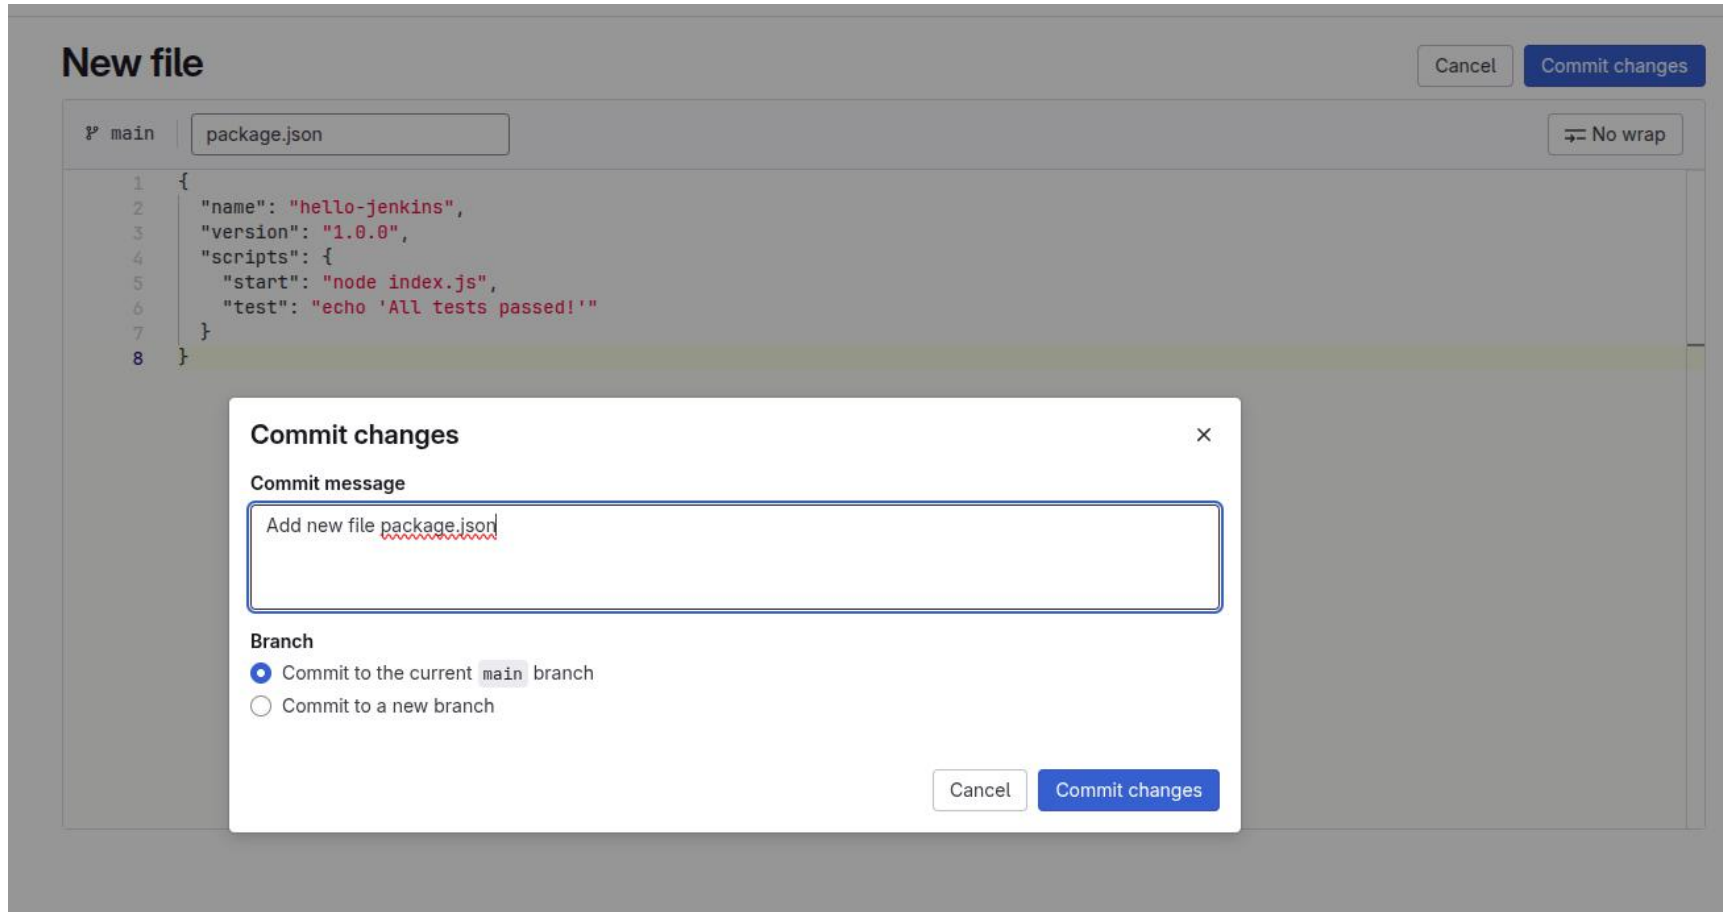 New file
Cancel
Commit changes
main
package.json
No wrap
1 {
2 "name": "hello-jenkins",
3 "version": "1.0.0",
4 "scripts": {
5 "start": "node index.js",
6 "test": "echo 'All tests passed!'"
7 }
8 }
Commit changes
Commit message
Add new file package.json
Branch
Commit to the current main branch
Commit to a new branch
Cancel
Commit changes